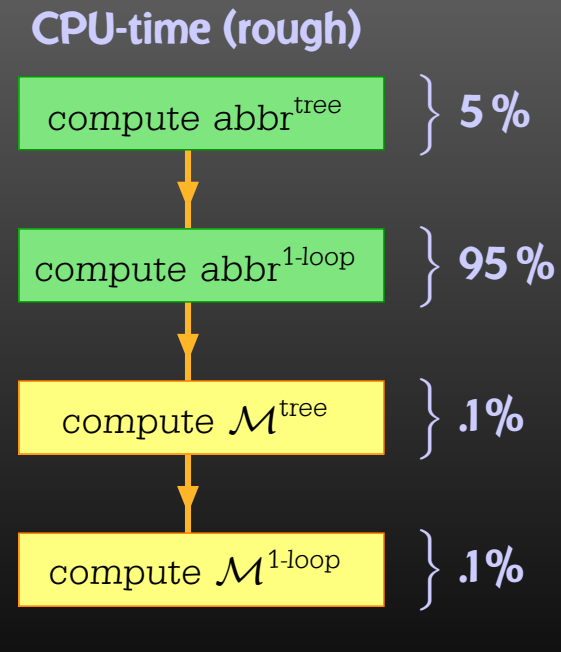 CPU-time (rough)
compute abbr^tree } 5 %
compute abbr^1-loop } 95 %
compute ℳ^tree } .1%
compute ℳ^1-loop } .1%